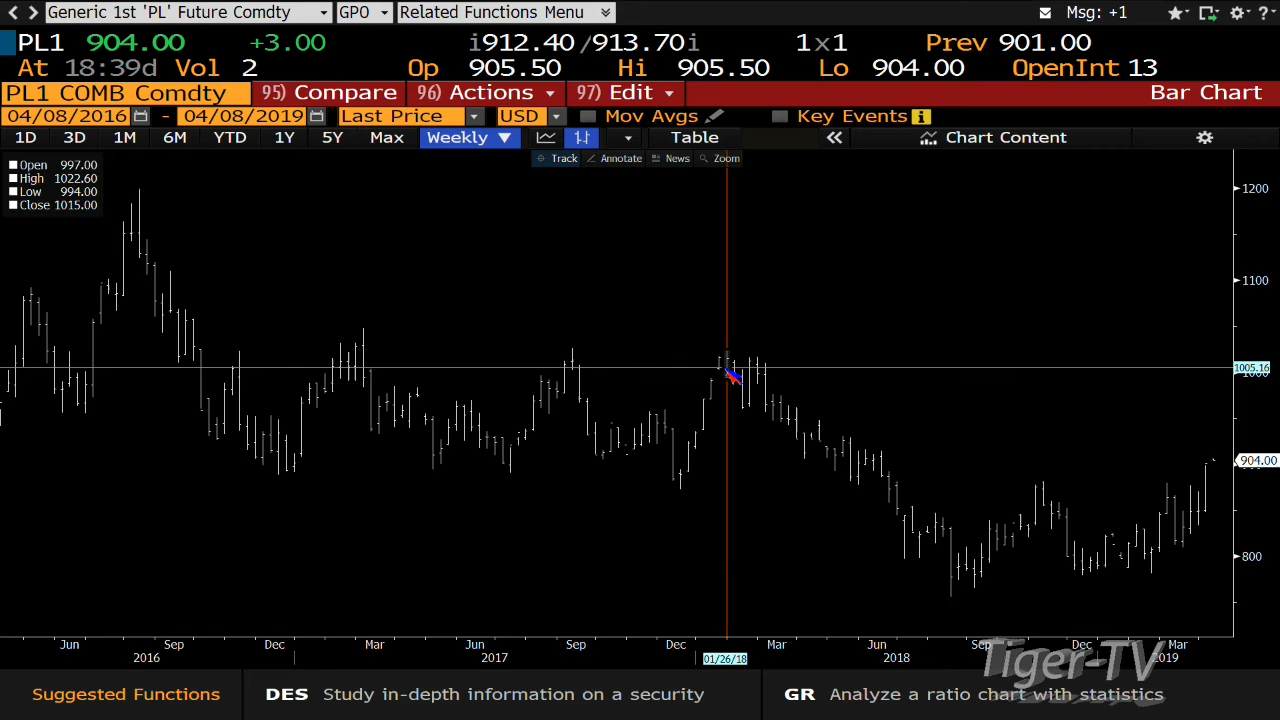 Generic 1st 'PL' Future Comdty GPO Related Functions Menu Msg: +1 ?
PL1 904.00 +3.00 i912.40/913.70i 1x1 Prev 901.00
At 18:39d Vol 2 Op 905.50 Hi 905.50 Lo 904.00 OpenInt 13
PL1 COMB Comdty 95) Compare 96) Actions 97) Edit Bar Chart
04/08/2016 - 04/08/2019 Last Price USD Mov Avgs Key Events i
1D 3D 1M 6M YTD 1Y 5Y Max Weekly Table Chart Content
Track Annotate News Zoom
Open 997.00
High 1022.60
Low 994.00
Close 1015.00
1200
1100
1005.16
904.00
800
Jun Sep Dec Mar Jun Sep Dec Mar Jun Sep Dec Mar
2016 2017 01/26/18 2018 2019
Tiger-TV
Suggested Functions DES Study in-depth information on a security GR Analyze a ratio chart with statistics